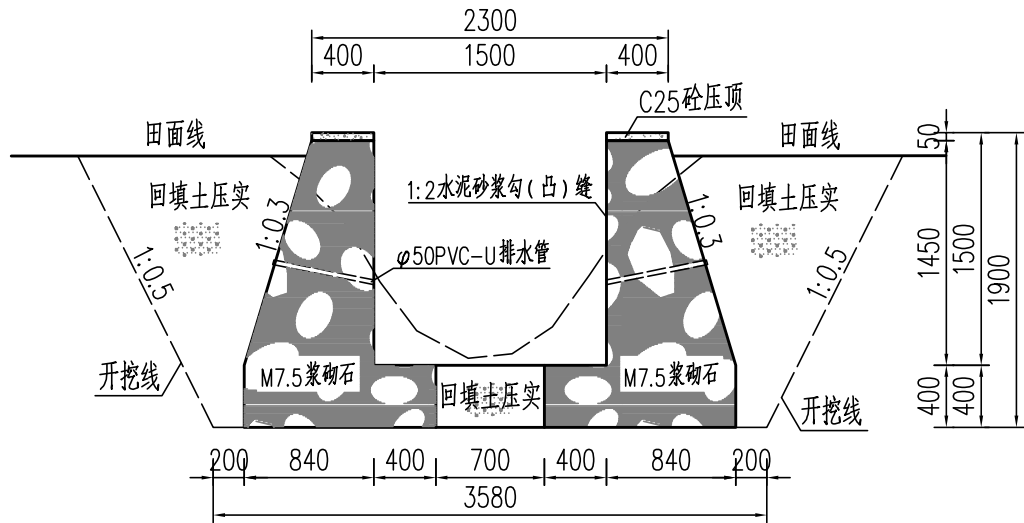 2300
400
1500
400
C25砼压顶
田面线
田面线
50
回填土压实
1:2水泥砂浆勾(凸)缝
回填土压实
1:0.3
1:0.3
φ50PVC-U排水管
1:0.5
1:0.5
1450
1500
1900
开挖线
M7.5浆砌石
回填土压实
M7.5浆砌石
开挖线
400
400
200
840
400
700
400
840
200
3580